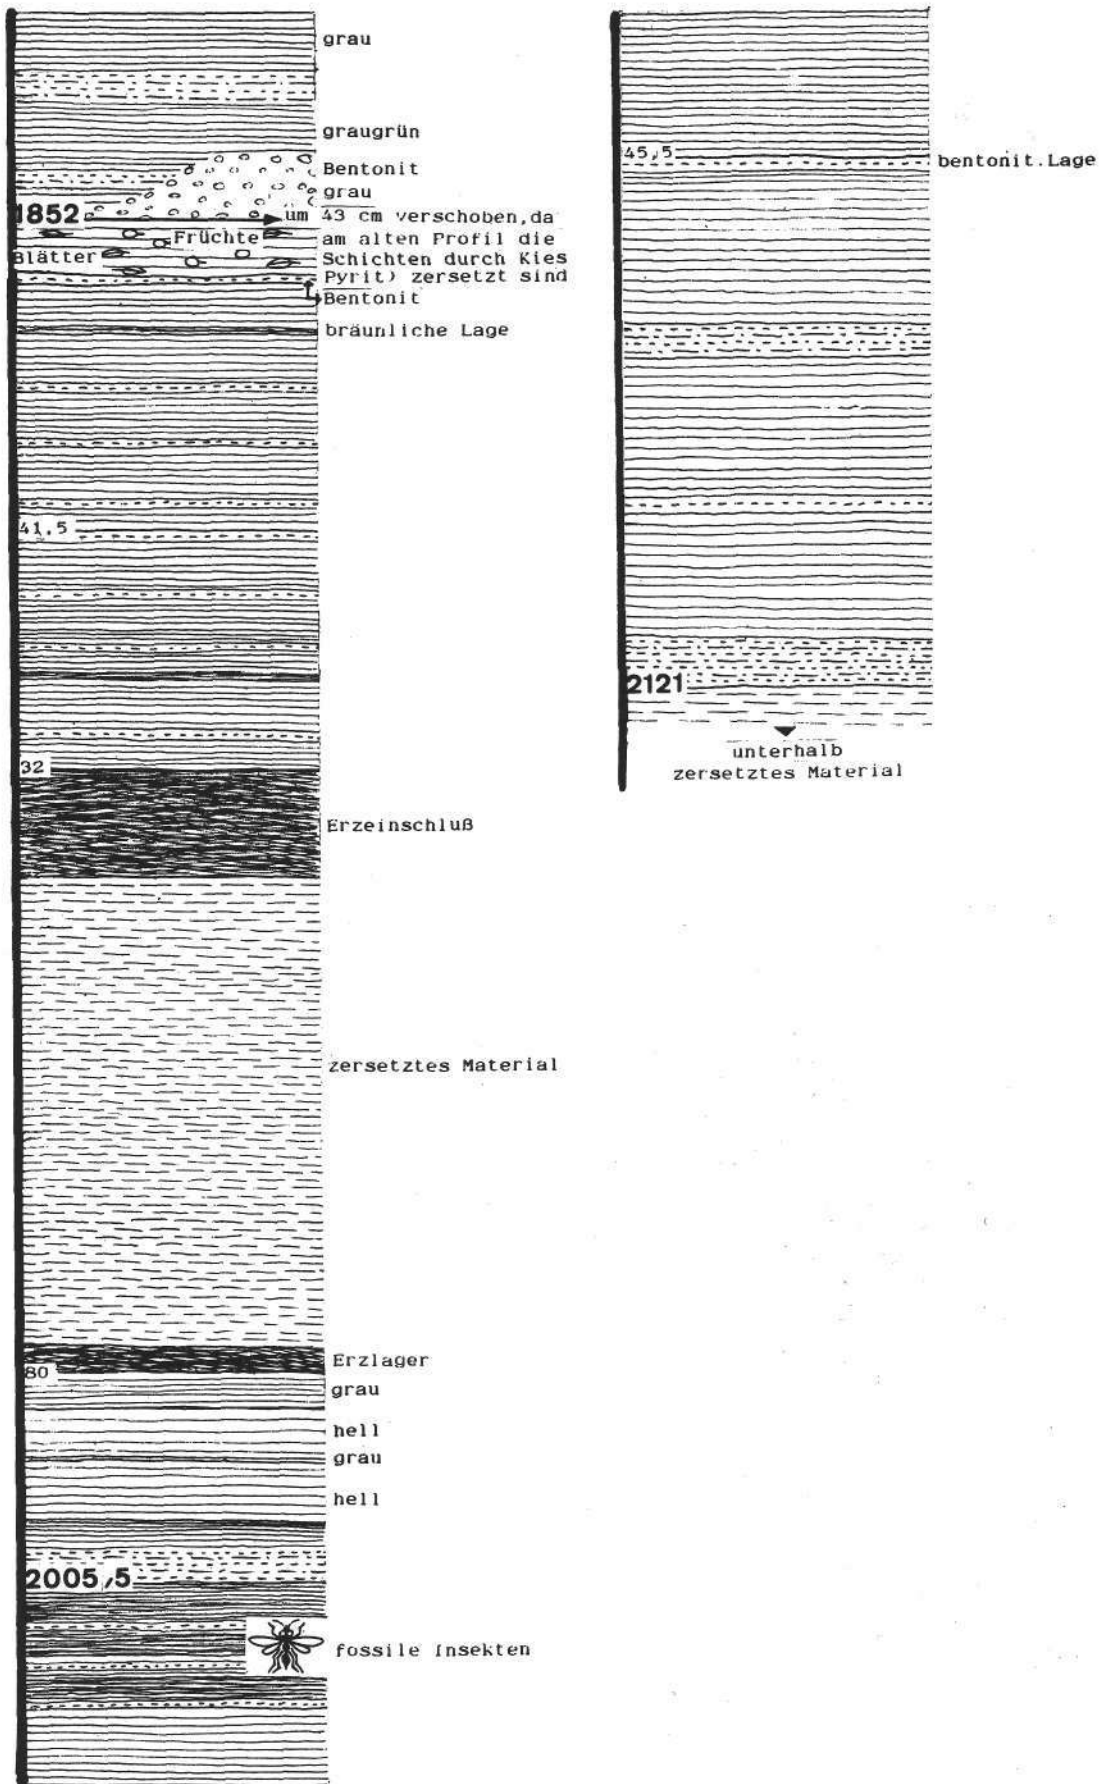 grau
graugrün
Bentonit
grau
1852
um 43 cm verschoben,da
Früchte
am alten Profil die
Blätter
Schichten durch Kies
Pyrit) zersetzt sind
Bentonit
bräunliche Lage
41,5
32
Erzeinschluß
zersetztes Material
Erzlager
80
grau
hell
grau
hell
2005,5
fossile Insekten
45,5
bentonit.Lage
2121
unterhalb
zersetztes Material